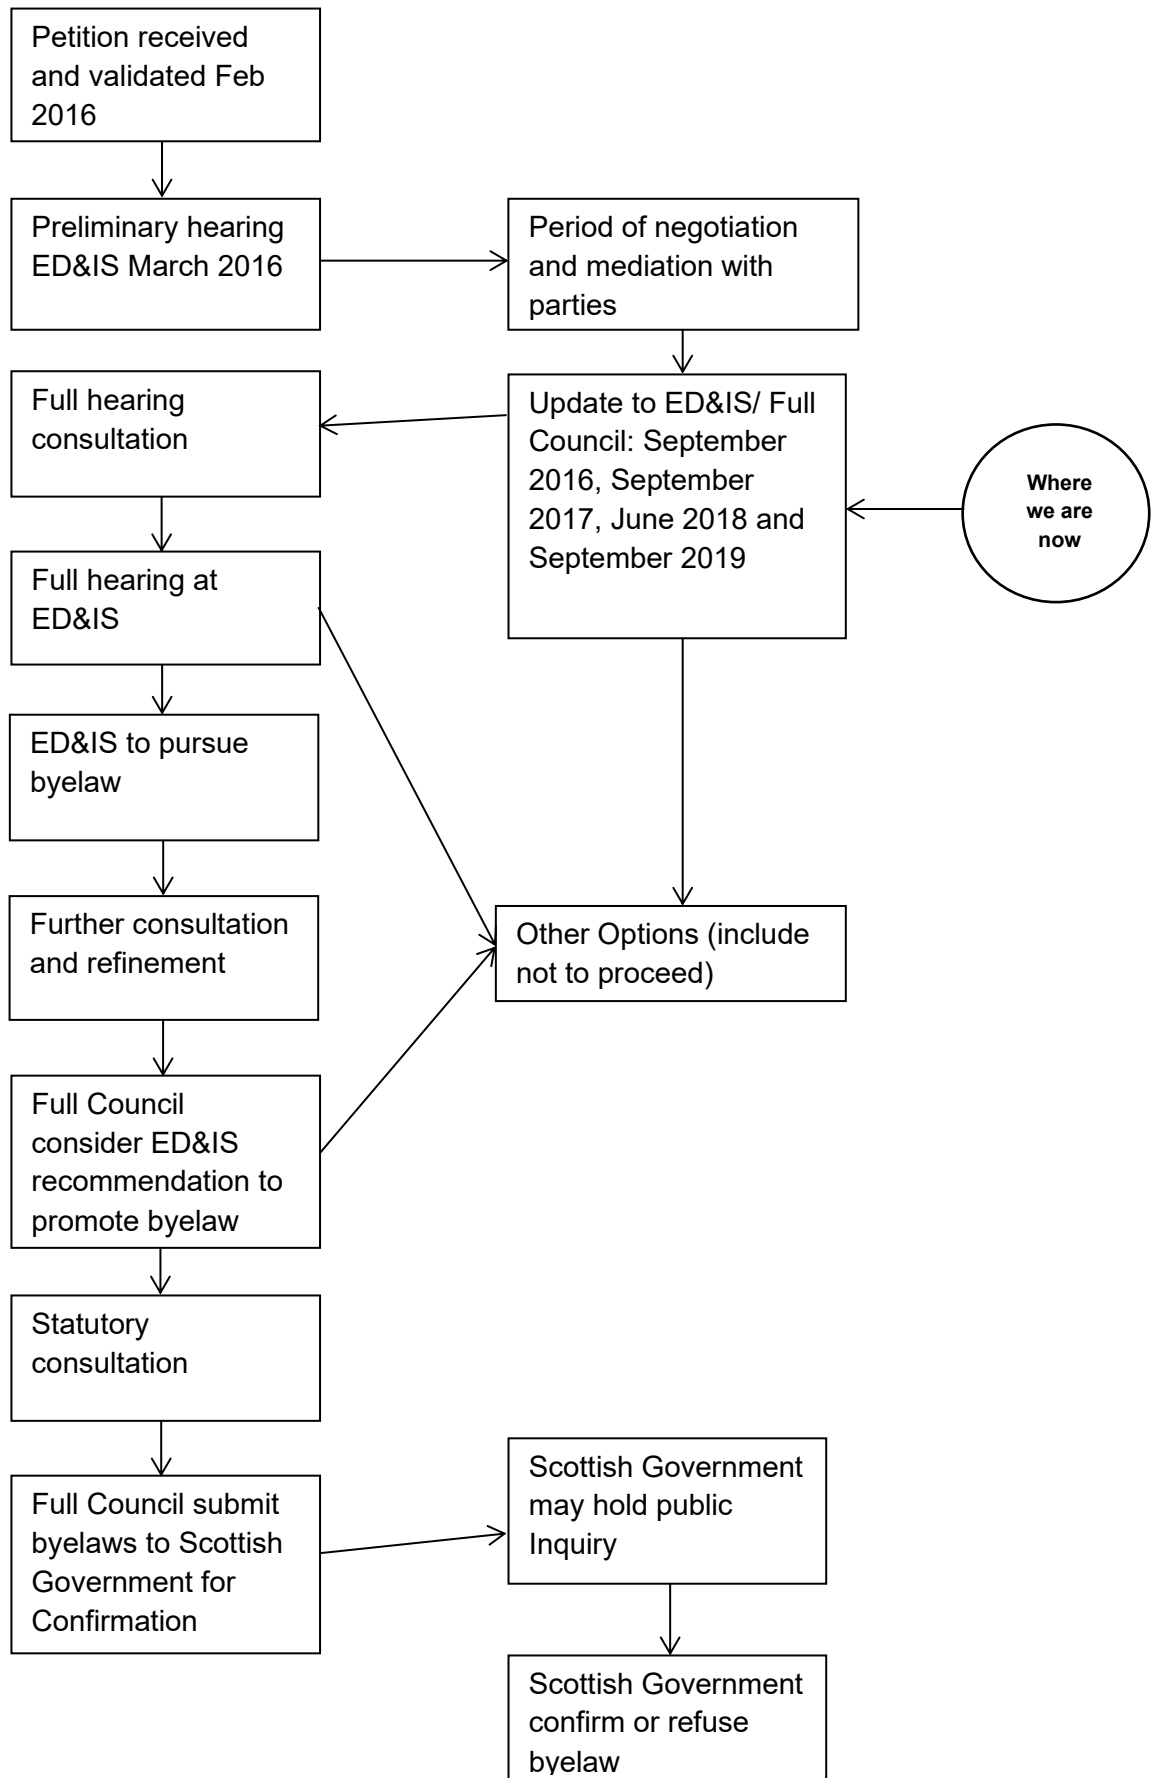 Petition received
and validated Feb
2016
Preliminary hearing
ED&IS March 2016
Period of negotiation
and mediation with
parties
Update to ED&IS/ Full
Council: September
2016, September
2017, June 2018 and
September 2019
Where
we are
now
Full hearing
consultation
Full hearing at
ED&IS
ED&IS to pursue
byelaw
Further consultation
and refinement
Other Options (include
not to proceed)
Full Council
consider ED&IS
recommendation to
promote byelaw
Statutory
consultation
Full Council submit
byelaws to Scottish
Government for
Confirmation
Scottish Government
may hold public
Inquiry
Scottish Government
confirm or refuse
byelaw